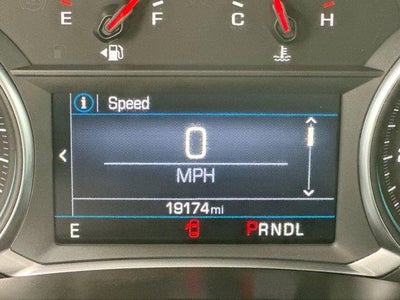 E F C H
i Speed
0
MPH
19174mi
E PRNDL